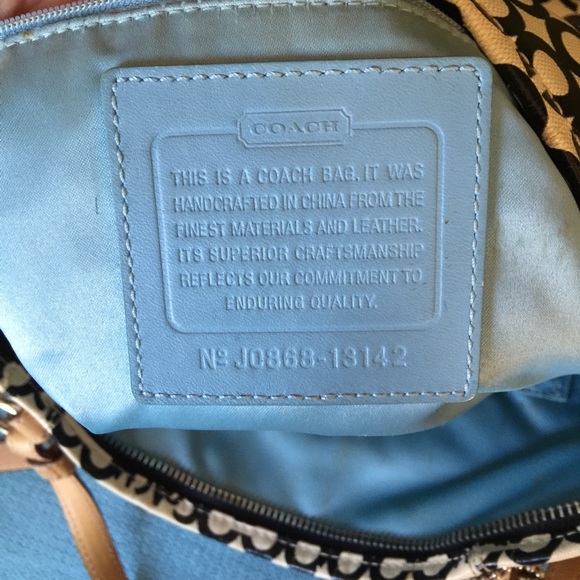 COACH
THIS IS A COACH BAG. IT WAS
HANDCRAFTED IN CHINA FROM THE
FINEST MATERIALS AND LEATHER.
ITS SUPERIOR CRAFTSMANSHIP
REFLECTS OUR COMMITMENT TO
ENDURING QUALITY.
Nº J0868-13142